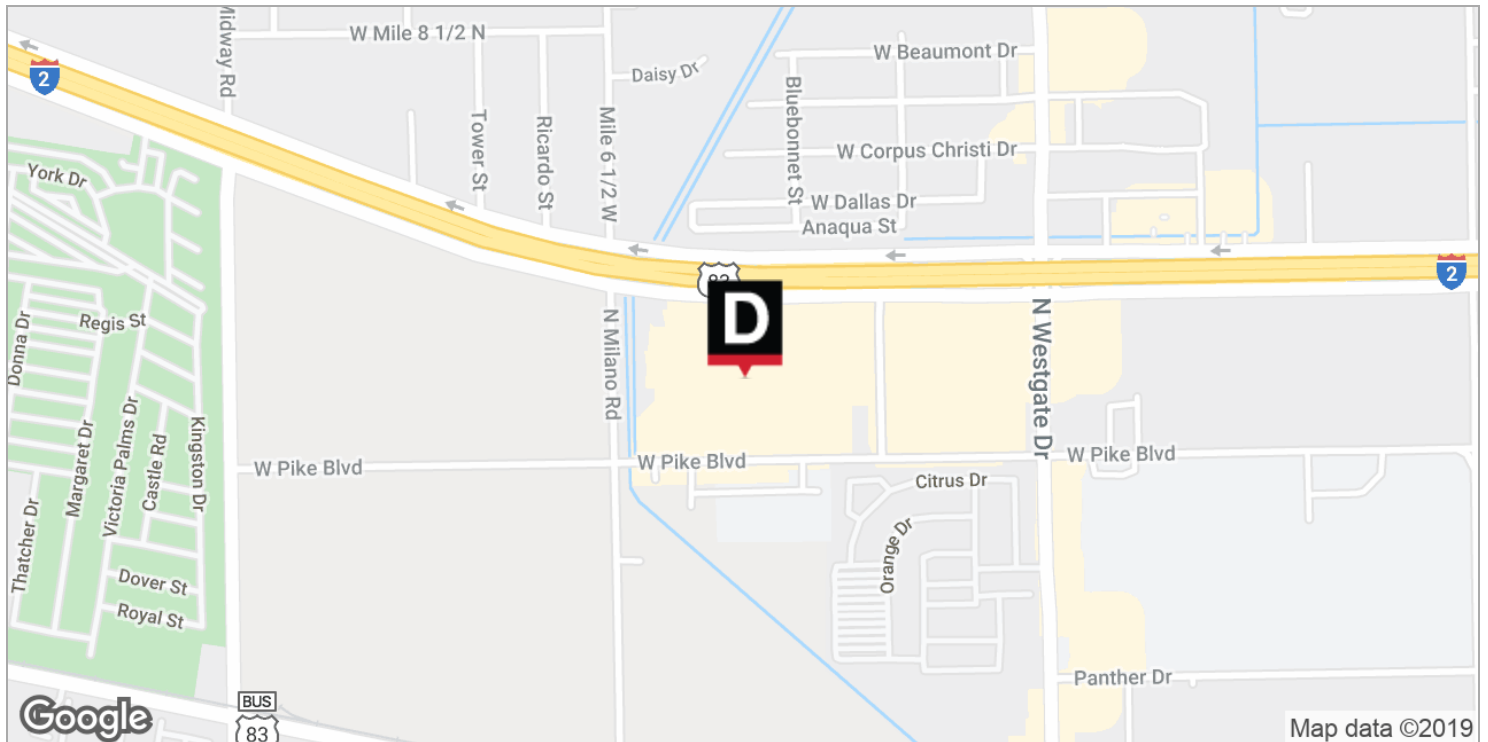 Midway Rd
W Mile 8 1/2 N
W Beaumont Dr
Daisy Dr
2
Bluebonnet St
Tower St
Ricardo St
Mile 6 1/2 W
W Corpus Christi Dr
York Dr
W Dallas Dr
Anaqua St
83
2
D
Donna Dr
Regis St
N Milano Rd
N Westgate Dr
Margaret Dr
Victoria Palms Dr
Castle Rd
Kingston Dr
W Pike Blvd
W Pike Blvd
W Pike Blvd
Citrus Dr
Thatcher Dr
Orange Dr
Dover St
Royal St
Panther Dr
BUS
83
Google
Map data ©2019